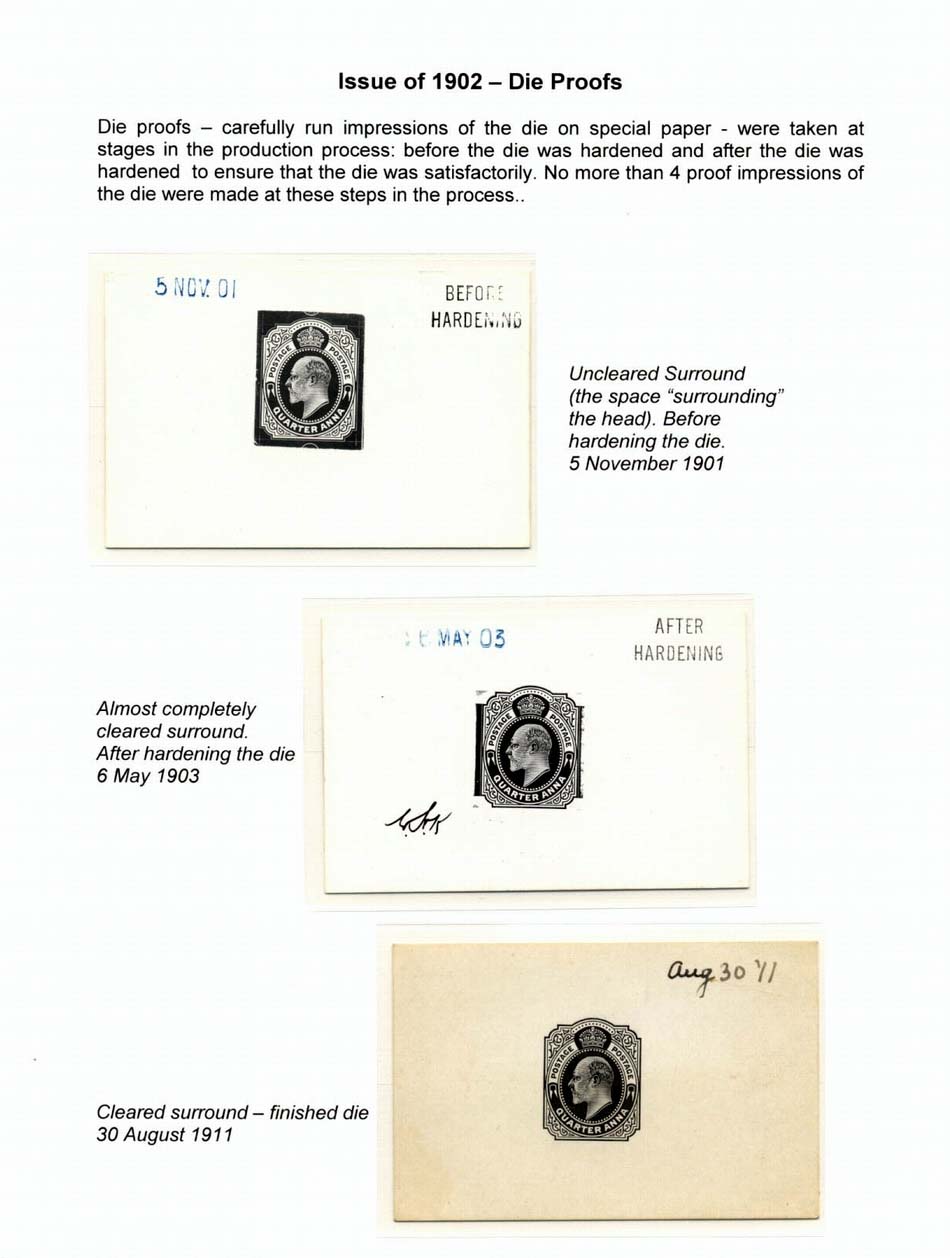 Issue of 1902 – Die Proofs
Die proofs – carefully run impressions of the die on special paper - were taken at
stages in the production process: before the die was hardened and after the die was
hardened to ensure that the die was satisfactorily. No more than 4 proof impressions of
the die were made at these steps in the process..
5 NOV. 01
BEFORE
HARDENING
POSTAGE POSTAGE
QUARTER ANNA
Uncleared Surround
(the space “surrounding”
the head). Before
hardening the die.
5 November 1901
6 MAY 03
AFTER
HARDENING
POSTAGE POSTAGE
QUARTER ANNA
Almost completely
cleared surround.
After hardening the die
6 May 1903
Aug 30 '11
POSTAGE POSTAGE
QUARTER ANNA
Cleared surround – finished die
30 August 1911